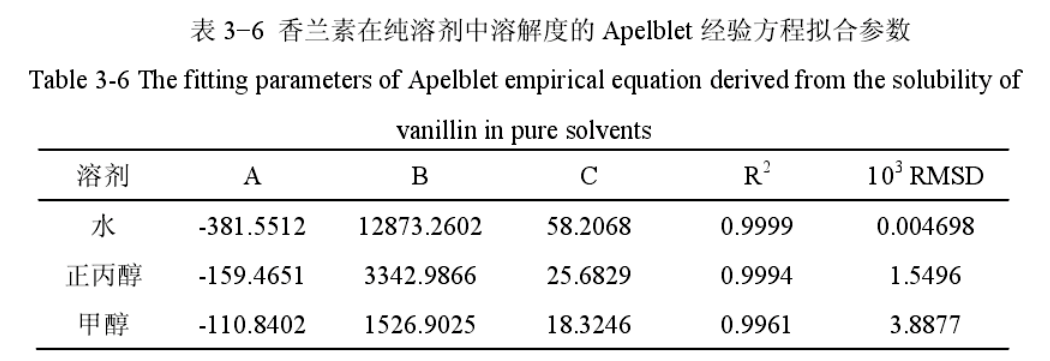 表 3−6 香兰素在纯溶剂中溶解度的 Apelblet 经验方程拟合参数
Table 3-6 The fitting parameters of Apelblet empirical equation derived from the solubility of
vanillin in pure solvents
溶剂 A B C R² 10³ RMSD
水 -381.5512 12873.2602 58.2068 0.9999 0.004698
正丙醇 -159.4651 3342.9866 25.6829 0.9994 1.5496
甲醇 -110.8402 1526.9025 18.3246 0.9961 3.8877